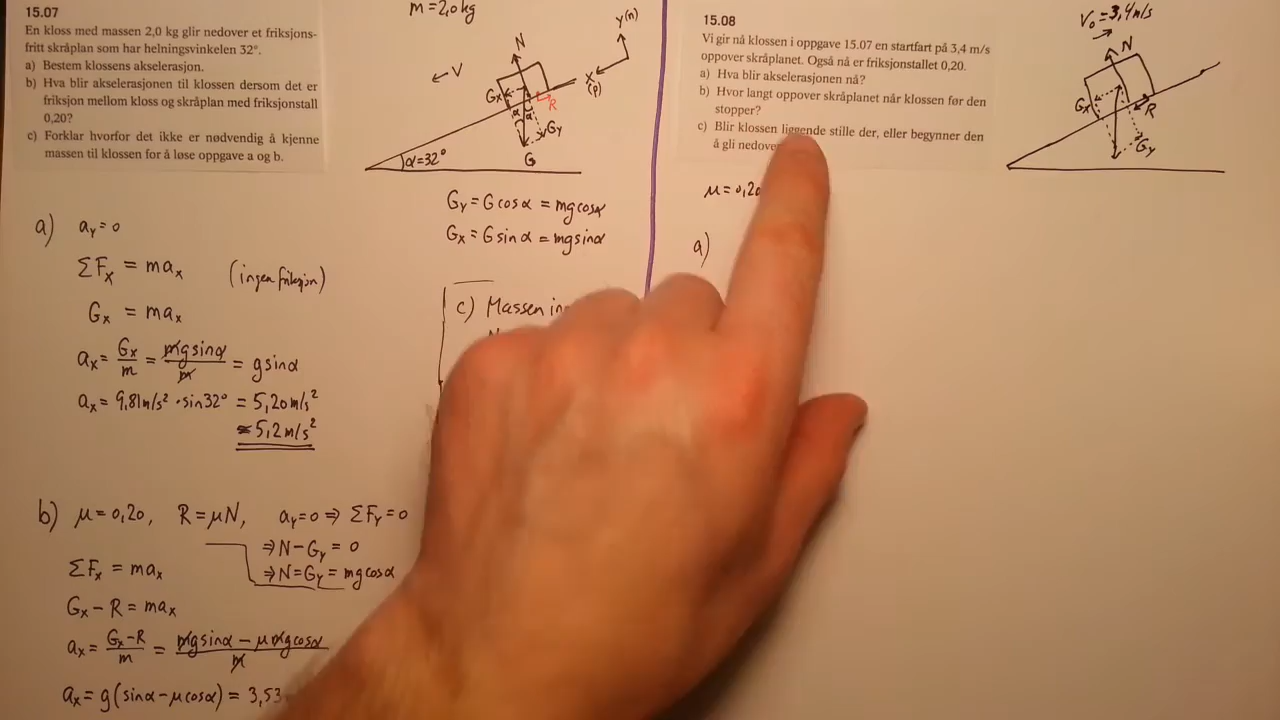 15.07
En kloss med massen 2,0 kg glir nedover et friksjons-
fritt skråplan som har helningsvinkelen 32°.
a) Bestem klossens akselerasjon.
b) Hva blir akselerasjonen til klossen dersom det er
friksjon mellom kloss og skråplan med friksjonstall
0,20?
c) Forklar hvorfor det ikke er nødvendig å kjenne
massen til klossen for å løse oppgave a og b.
m = 2,0 kg
y(n)
N
← V
x
(p)
Gx
R
α α
Gy
α = 32°
G
Gy = G cos α = mg cos α
Gx = G sin α = mg sin α
a) ay = 0
ΣFx = max (ingen friksjon)
Gx = max
ax = Gx/m = mg sin α/m = g sin α
ax = 9,81 m/s² · sin 32° = 5,20 m/s²
≈ 5,2 m/s²
c) Massen
b) μ = 0,20, R = μN, ay = 0 ⇒ ΣFy = 0
⇒ N − Gy = 0
⇒ N = Gy = mg cos α
ΣFx = max
Gx − R = max
ax = Gx − R/m = mg sin α − μmg cos α/m
ax = g(sin α − μ cos α) = 3,53
15.08
Vi gir nå klossen i oppgave 15.07 en startfart på 3,4 m/s
oppover skråplanet. Også nå er friksjonstallet 0,20.
a) Hva blir akselerasjonen nå?
b) Hvor langt oppover skråplanet når klossen før den
stopper?
c) Blir klossen liggende stille der, eller begynner den
å gli
V₀ = 3,4 m/s
N
Gx
R
Gy
μ = 0,20
a)